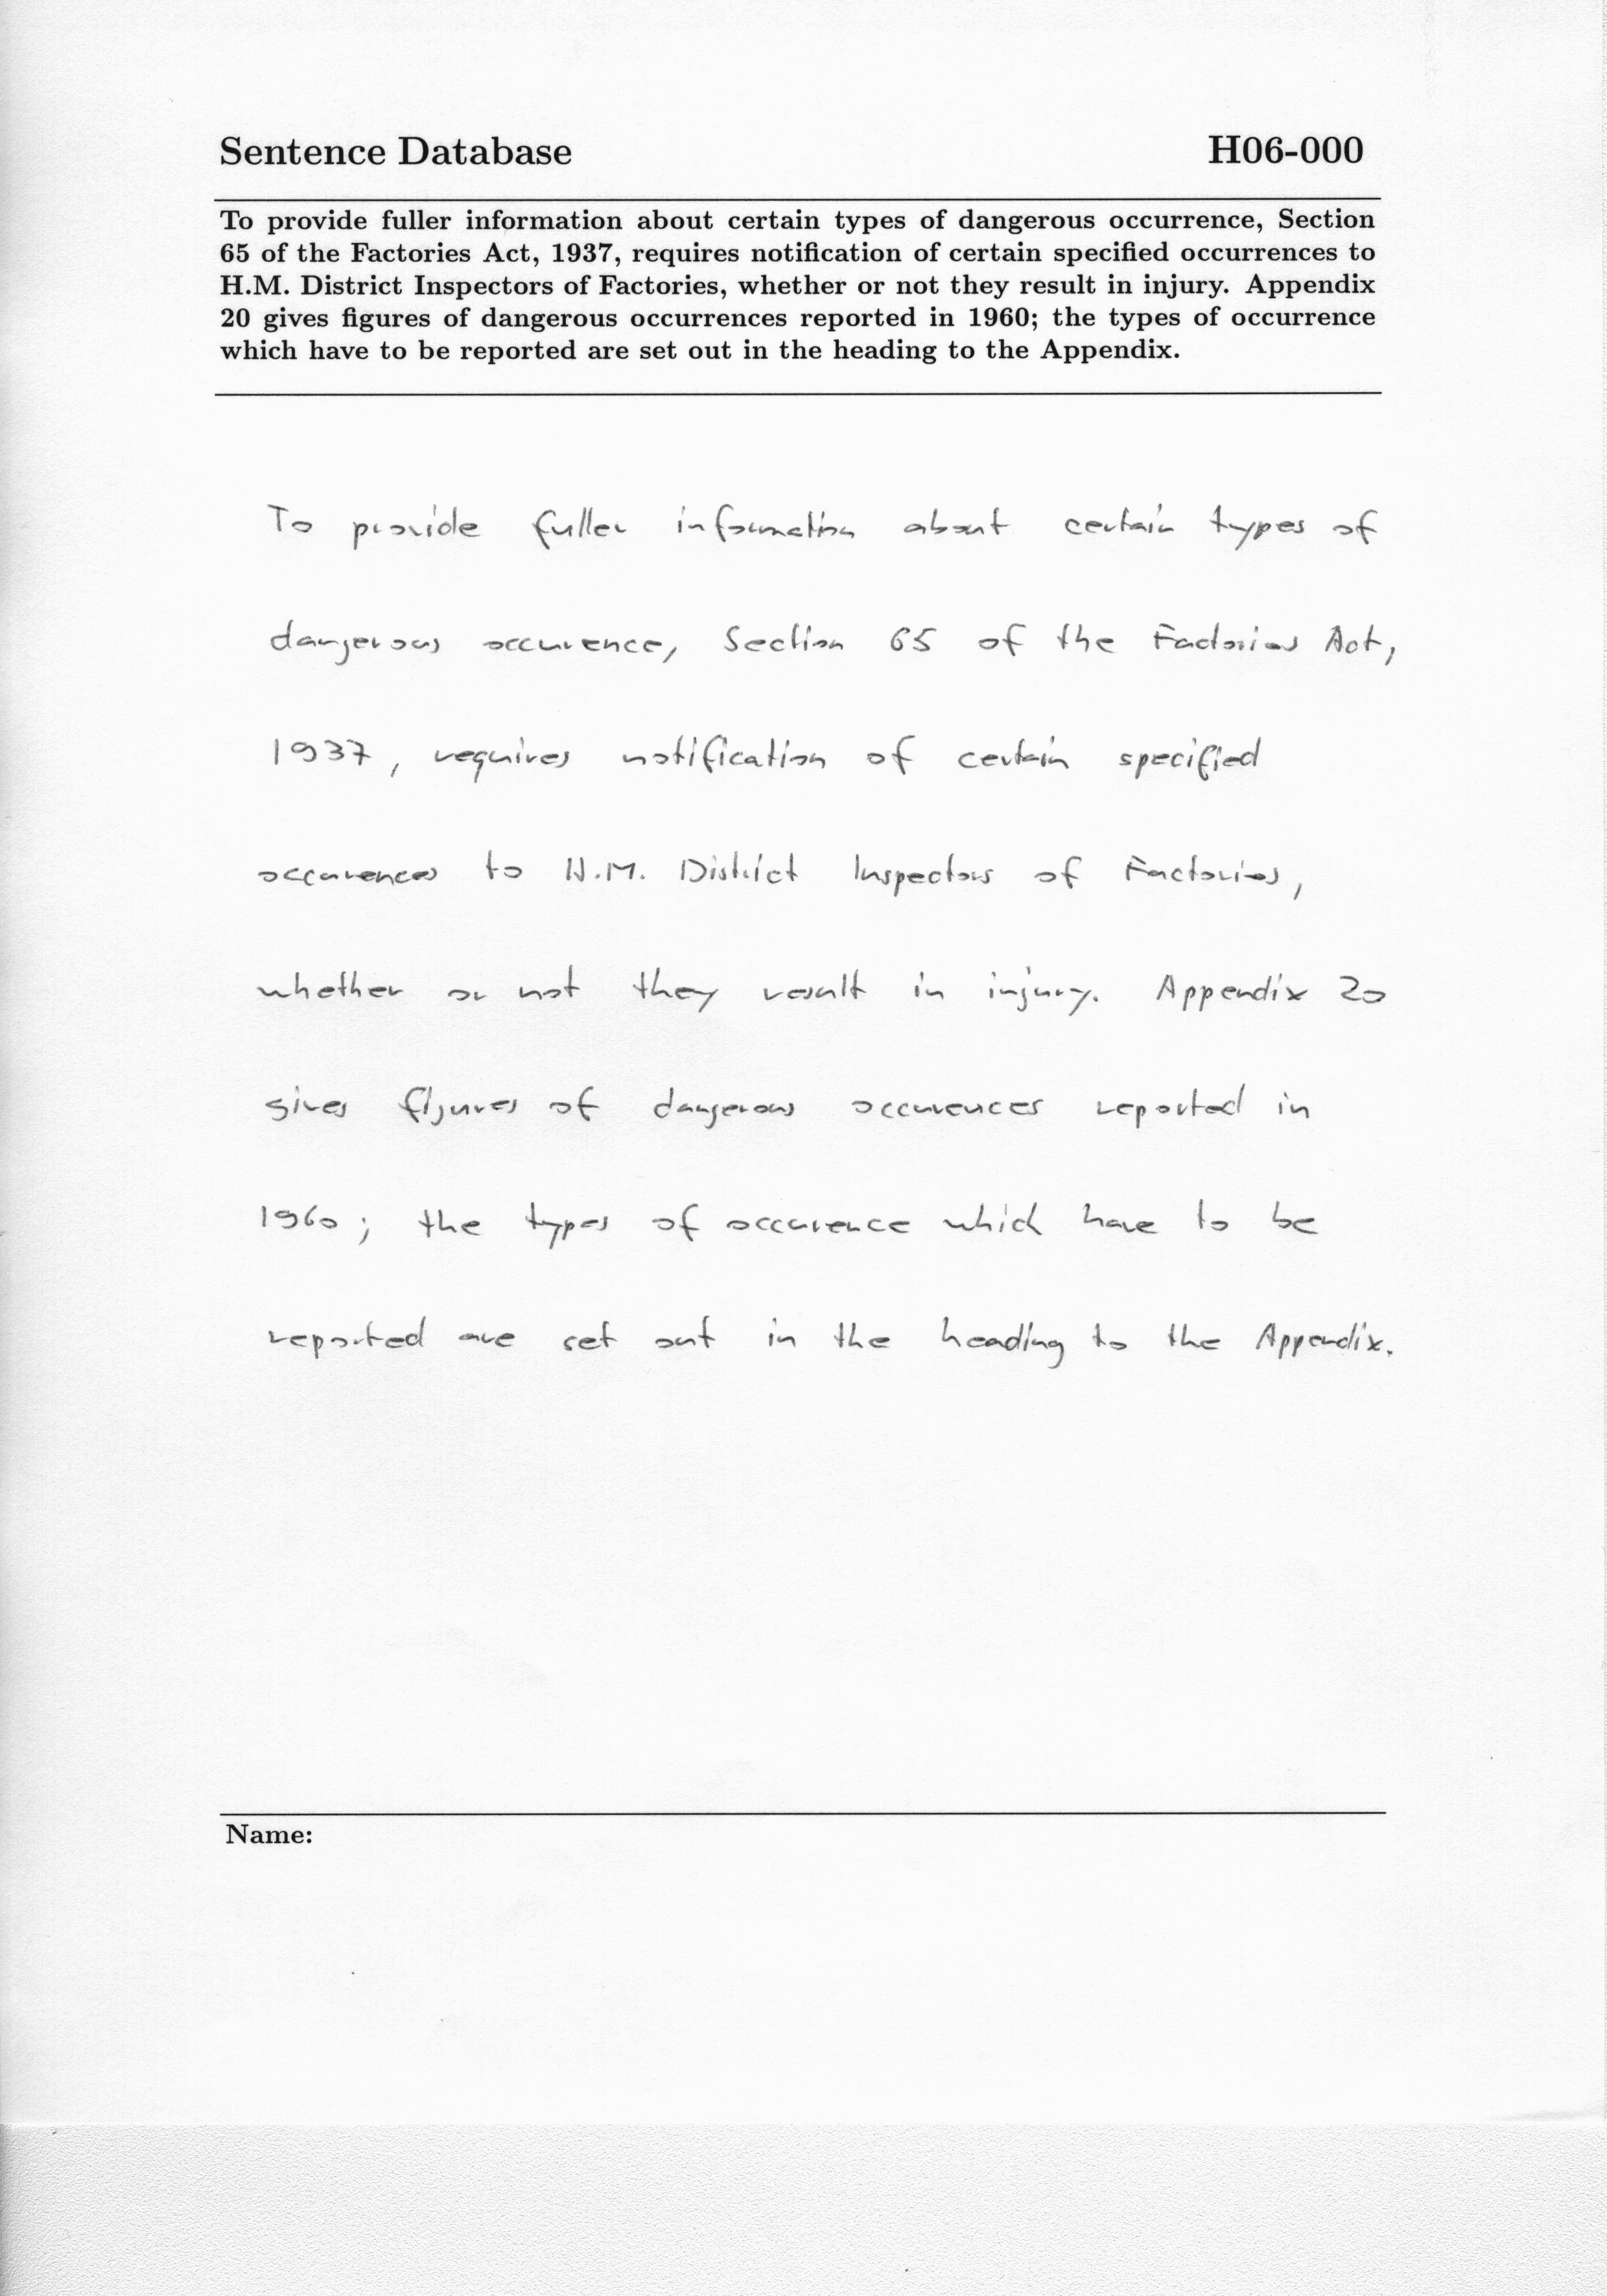 Sentence Database H06-000
To provide fuller information about certain types of dangerous occurrence, Section
65 of the Factories Act, 1937, requires notification of certain specified occurrences to
H.M. District Inspectors of Factories, whether or not they result in injury. Appendix
20 gives figures of dangerous occurrences reported in 1960; the types of occurrence
which have to be reported are set out in the heading to the Appendix.
To provide fuller information about certain types of
dangerous occurence, Section 65 of the Factories Act,
1937, requires notification of certain specified
occurences to H.M. District Inspectors of Factories,
whether or not they result in injury. Appendix 20
gives figures of dangerous occurences reported in
1960; the types of occurence which have to be
reported are set out in the heading to the Appendix.
Name: